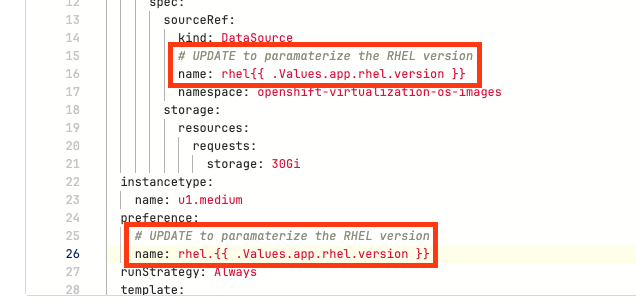 12 spec:
13 sourceRef:
14 kind: DataSource
15 # UPDATE to paramaterize the RHEL version
16 name: rhel{{ .Values.app.rhel.version }}
17 namespace: openshift-virtualization-os-images
18 storage:
19 resources:
20 requests:
21 storage: 30Gi
22 instancetype:
23 name: u1.medium
24 preference:
25 # UPDATE to paramaterize the RHEL version
26 name: rhel.{{ .Values.app.rhel.version }}
27 runStrategy: Always
28 template: